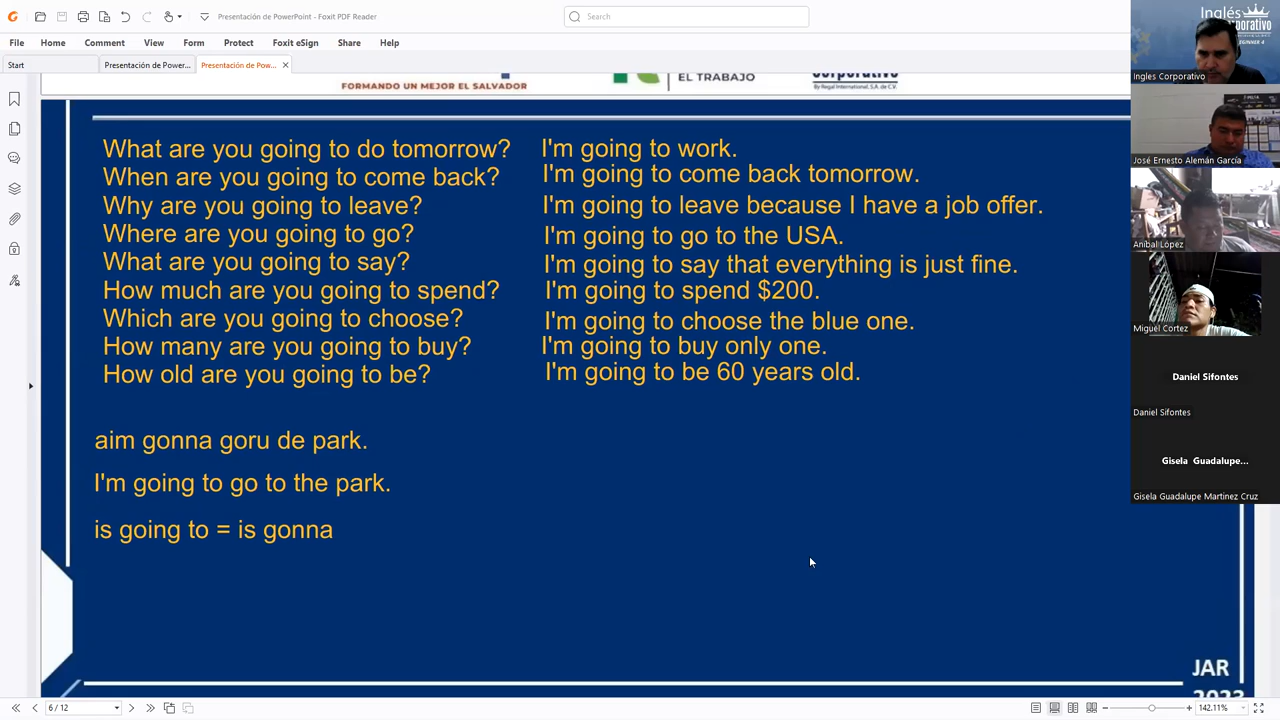 Presentación de PowerPoint - Foxit PDF Reader
Search
File Home Comment View Form Protect Foxit eSign Share Help
Start
Presentación de Power...
Presentación de Pow...
FORMANDO UN MEJOR EL SALVADOR
EL TRABAJO
By Regal International, S.A. de C.V.
What are you going to do tomorrow? I'm going to work.
When are you going to come back? I'm going to come back tomorrow.
Why are you going to leave? I'm going to leave because I have a job offer.
Where are you going to go? I'm going to go to the USA.
What are you going to say? I'm going to say that everything is just fine.
How much are you going to spend? I'm going to spend $200.
Which are you going to choose? I'm going to choose the blue one.
How many are you going to buy? I'm going to buy only one.
How old are you going to be? I'm going to be 60 years old.
aim gonna goru de park.
I'm going to go to the park.
is going to = is gonna
JAR
2023
6 / 12
142.11%
Inglés
Corporativo
Ingles Corporativo
José Ernesto Alemán García
Aníbal López
Miguel Cortez
Daniel Sifontes
Daniel Sifontes
Gisela Guadalupe...
Gisela Guadalupe Martinez Cruz